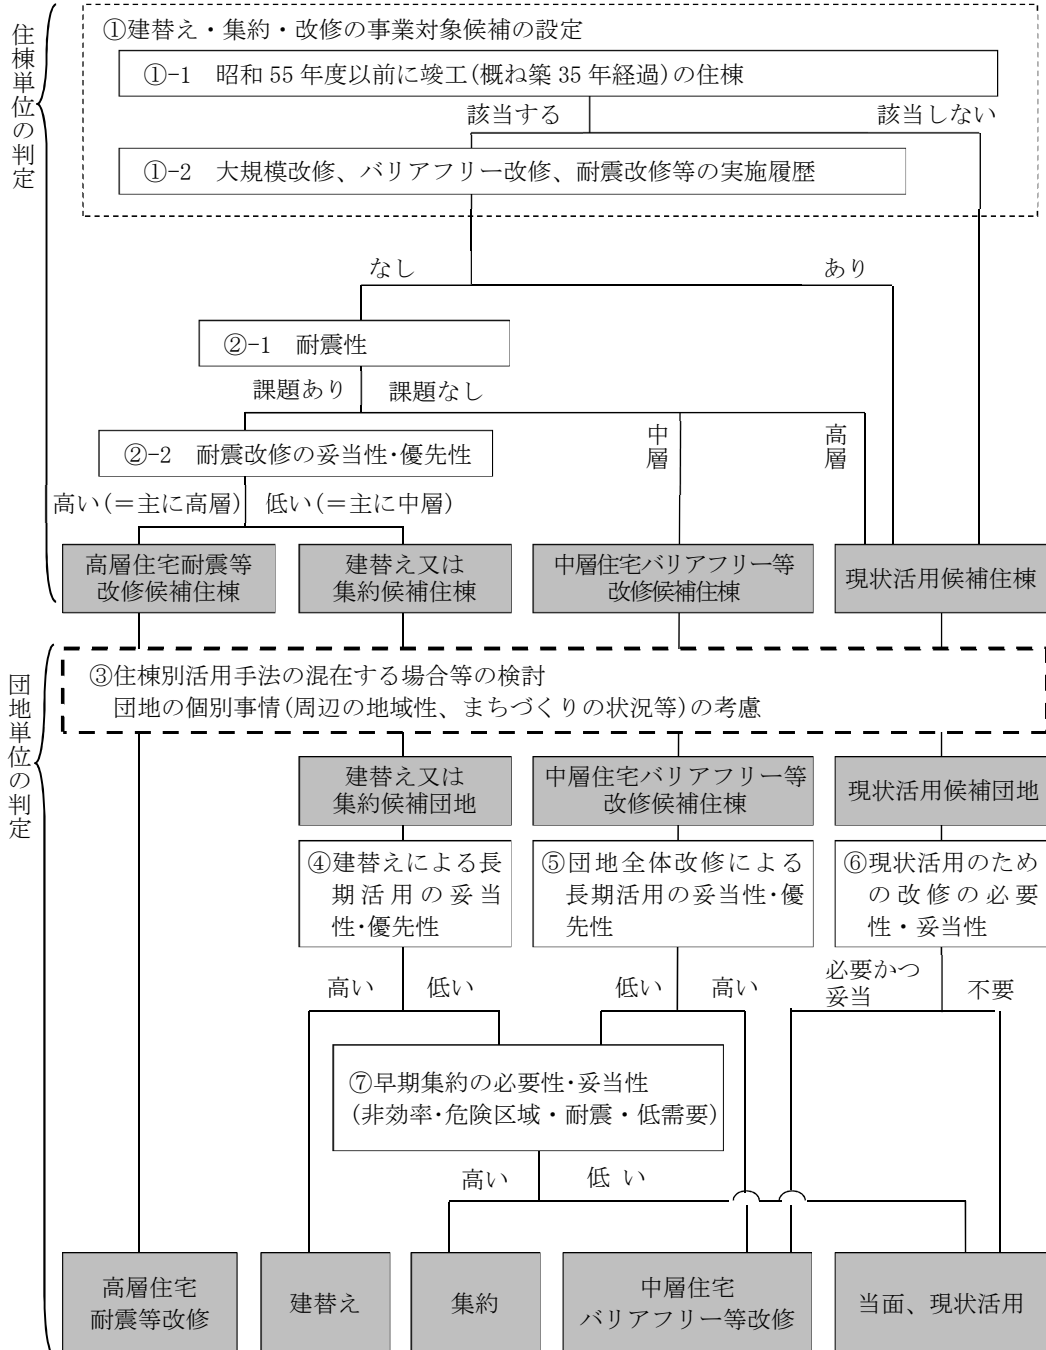 住棟単位の判定
①建替え・集約・改修の事業対象候補の設定
①-1　昭和 55 年度以前に竣工(概ね築 35 年経過)の住棟
該当する
該当しない
①-2　大規模改修、バリアフリー改修、耐震改修等の実施履歴
なし
あり
②-1　耐震性
課題あり
課題なし
中層
高層
②-2　耐震改修の妥当性･優先性
高い(＝主に高層)
低い(＝主に中層)
高層住宅耐震等
改修候補住棟
建替え又は
集約候補住棟
中層住宅バリアフリー等
改修候補住棟
現状活用候補住棟
団地単位の判定
③住棟別活用手法の混在する場合等の検討
団地の個別事情(周辺の地域性、まちづくりの状況等)の考慮
建替え又は
集約候補団地
中層住宅バリアフリー等
改修候補住棟
現状活用候補団地
④建替えによる長
期活用の妥当
性･優先性
⑤団地全体改修による
長期活用の妥当性･優
先性
⑥現状活用のため
の改修の必要
性・妥当性
高い
低い
低い
高い
必要かつ
妥当
不要
⑦早期集約の必要性･妥当性
(非効率･危険区域・耐震・低需要)
高い
低 い
高層住宅
耐震等改修
建替え
集約
中層住宅
バリアフリー等改修
当面、現状活用